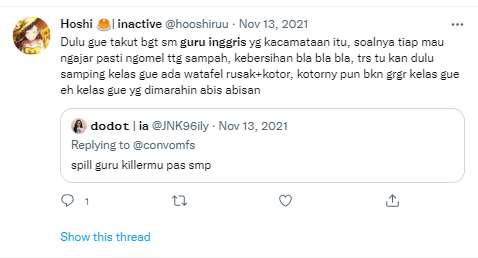 Hoshi 🥞| inactive @hooshiruu · Nov 13, 2021
Dulu gue takut bgt sm guru inggris yg kacamataan itu, soalnya tiap mau
ngajar pasti ngomel ttg sampah, kebersihan bla bla bla, trs tu kan dulu
samping kelas gue ada watafel rusak+kotor, kotorny pun bkn grgr kelas gue
eh kelas gue yg dimarahin abis abisan
dodot | ia @JNK96ily · Nov 13, 2021
Replying to @convomfs
spill guru killermu pas smp
1
Show this thread